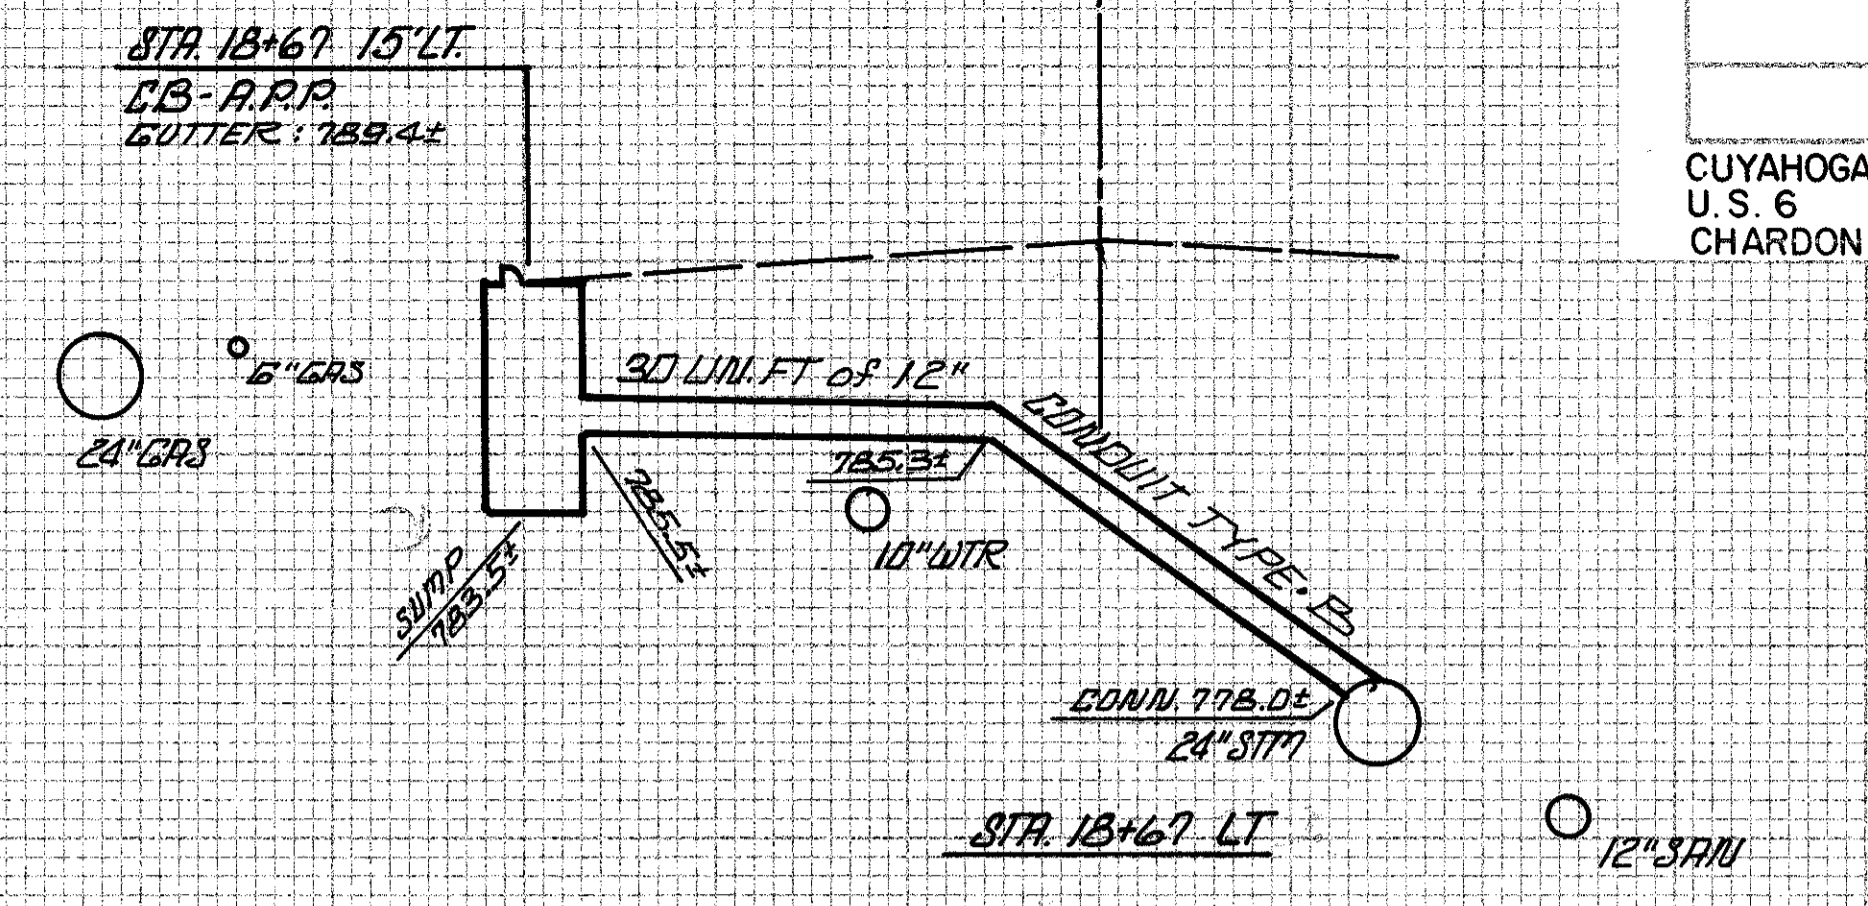 STA. 18+67 15' LT.
CB - A.P.P.
GUTTER : 789.4±
CUYAHOGA
U.S. 6
CHARDON
6" GAS
24" GAS
30 LIN. FT of 12"
CONDUIT TYPE. B
785.3±
785.5±
10" WTR
SUMP
783.5±
CONN. 778.0±
24" STM
STA. 18+67 LT
12" SAN